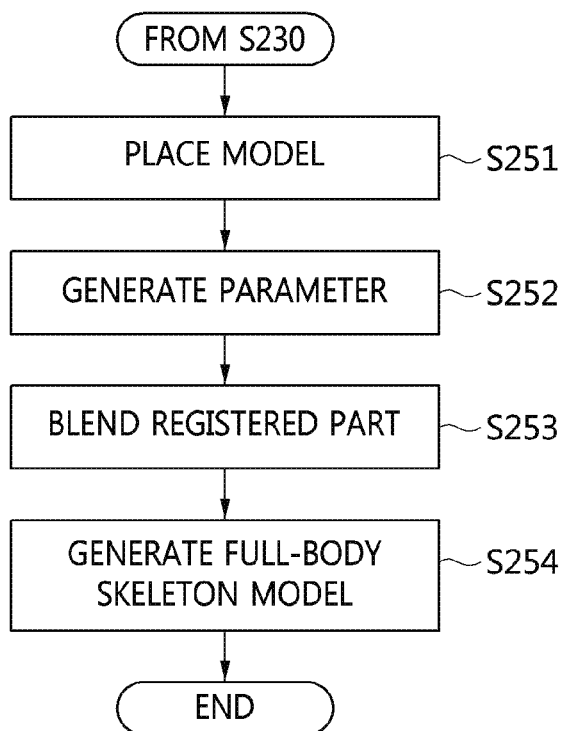 FROM S230
PLACE MODEL
S251
GENERATE PARAMETER
S252
BLEND REGISTERED PART
S253
GENERATE FULL-BODY
SKELETON MODEL
S254
END